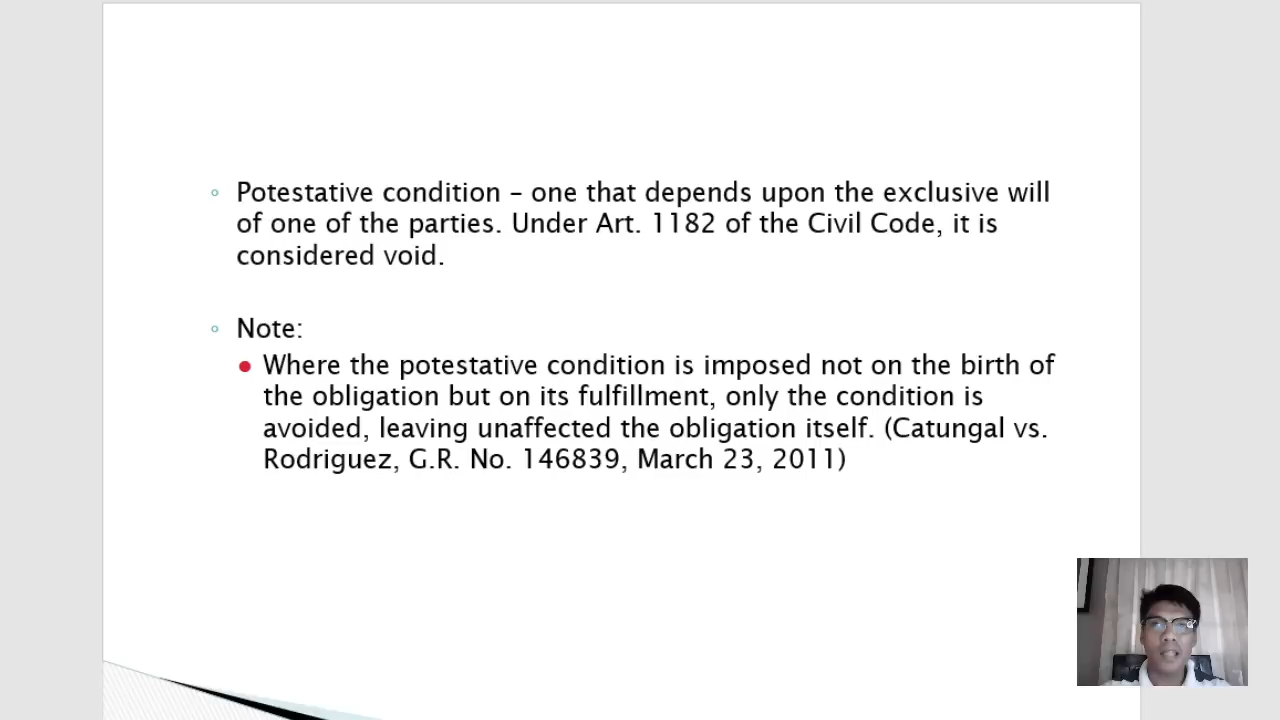 Potestative condition – one that depends upon the exclusive will
of one of the parties. Under Art. 1182 of the Civil Code, it is
considered void.
Note:
Where the potestative condition is imposed not on the birth of
the obligation but on its fulfillment, only the condition is
avoided, leaving unaffected the obligation itself. (Catungal vs.
Rodriguez, G.R. No. 146839, March 23, 2011)